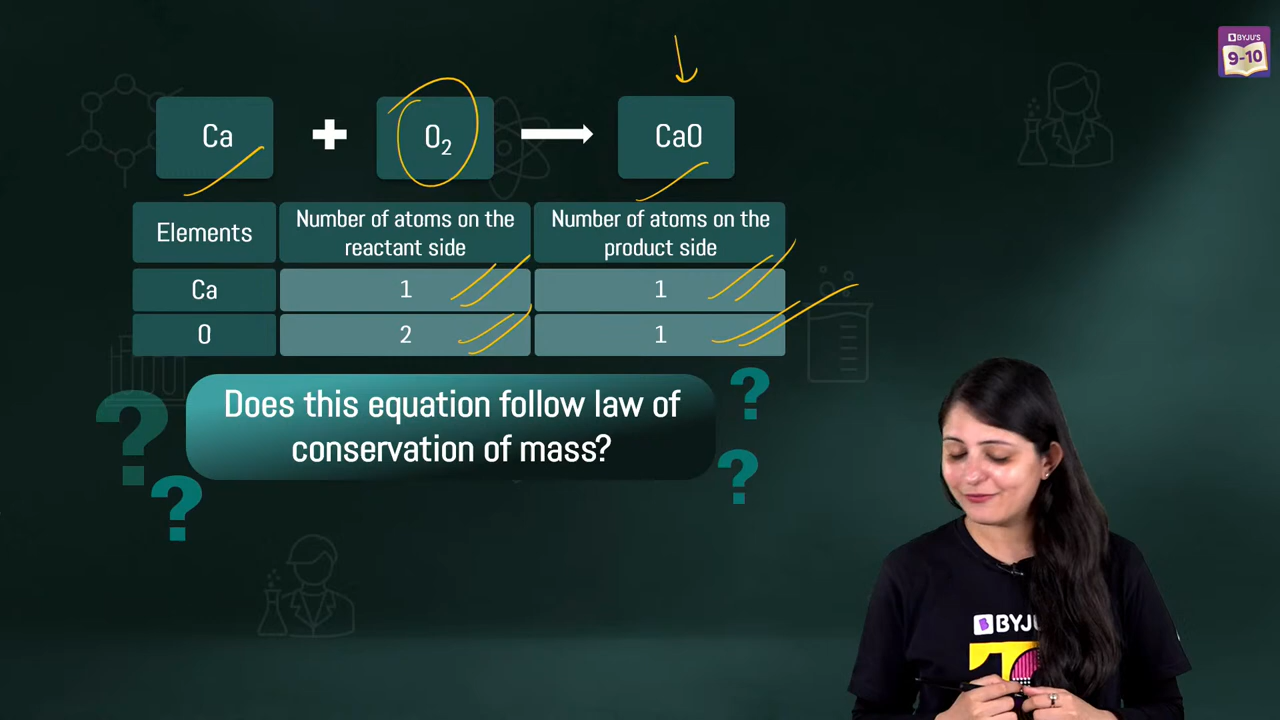 BYJU'S
9-10
Ca + O₂ → CaO
Elements
Number of atoms on the
reactant side
Number of atoms on the
product side
Ca 1 1
O 2 1
Does this equation follow law of
conservation of mass?
?
?
?
?
BYJU